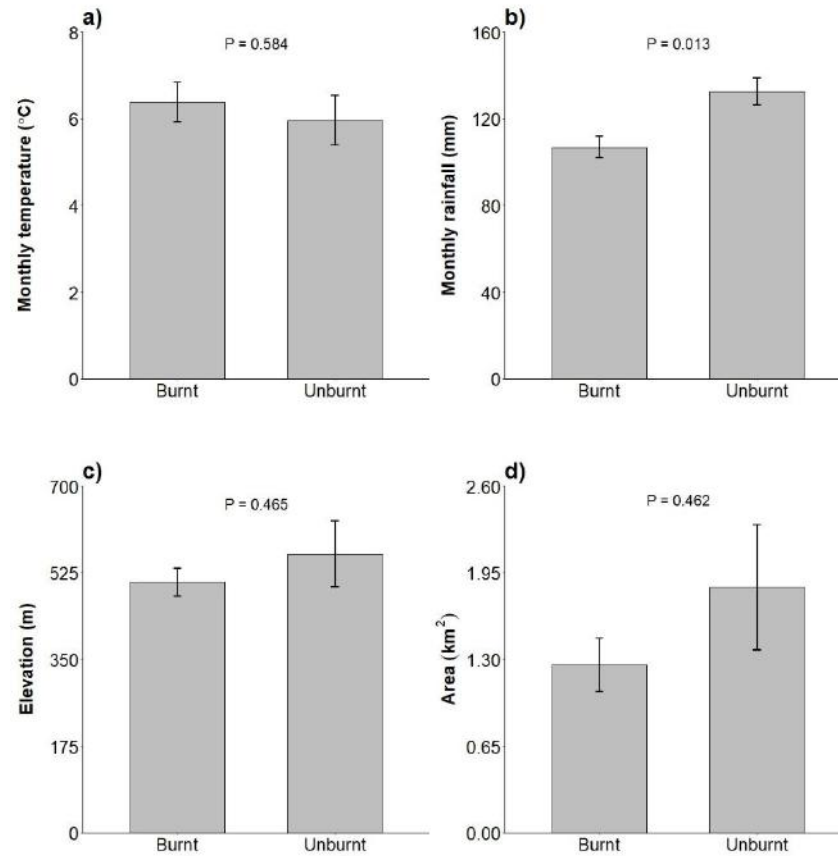 a)
P = 0.584
Monthly temperature (°C)
8
6
4
2
0
Burnt
Unburnt
b)
P = 0.013
Monthly rainfall (mm)
160
120
80
40
0
Burnt
Unburnt
c)
P = 0.465
Elevation (m)
700
525
350
175
0
Burnt
Unburnt
d)
P = 0.462
Area (km²)
2.60
1.95
1.30
0.65
0.00
Burnt
Unburnt